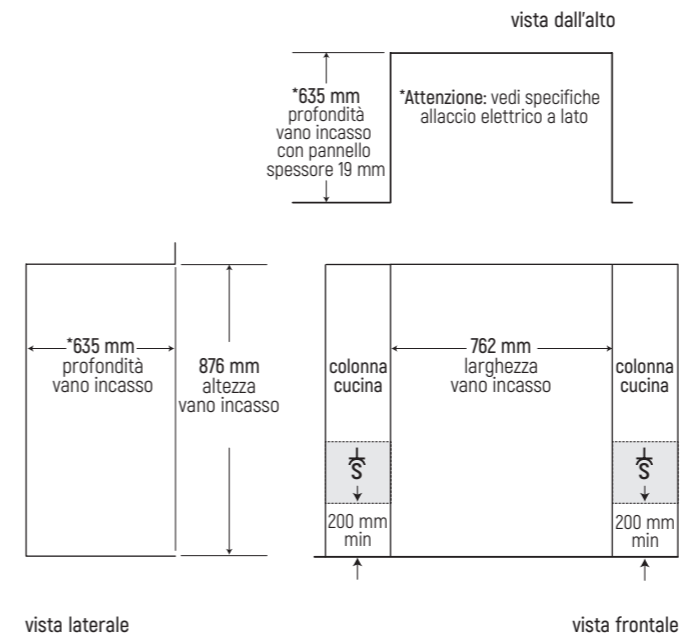 vista dall'alto
*635 mm
profondità
vano incasso
con pannello
spessore 19 mm
*Attenzione: vedi specifiche
allaccio elettrico a lato
*635 mm
profondità
vano incasso
876 mm
altezza
vano incasso
colonna
cucina
762 mm
larghezza
vano incasso
colonna
cucina
S
S
200 mm
min
200 mm
min
vista laterale
vista frontale